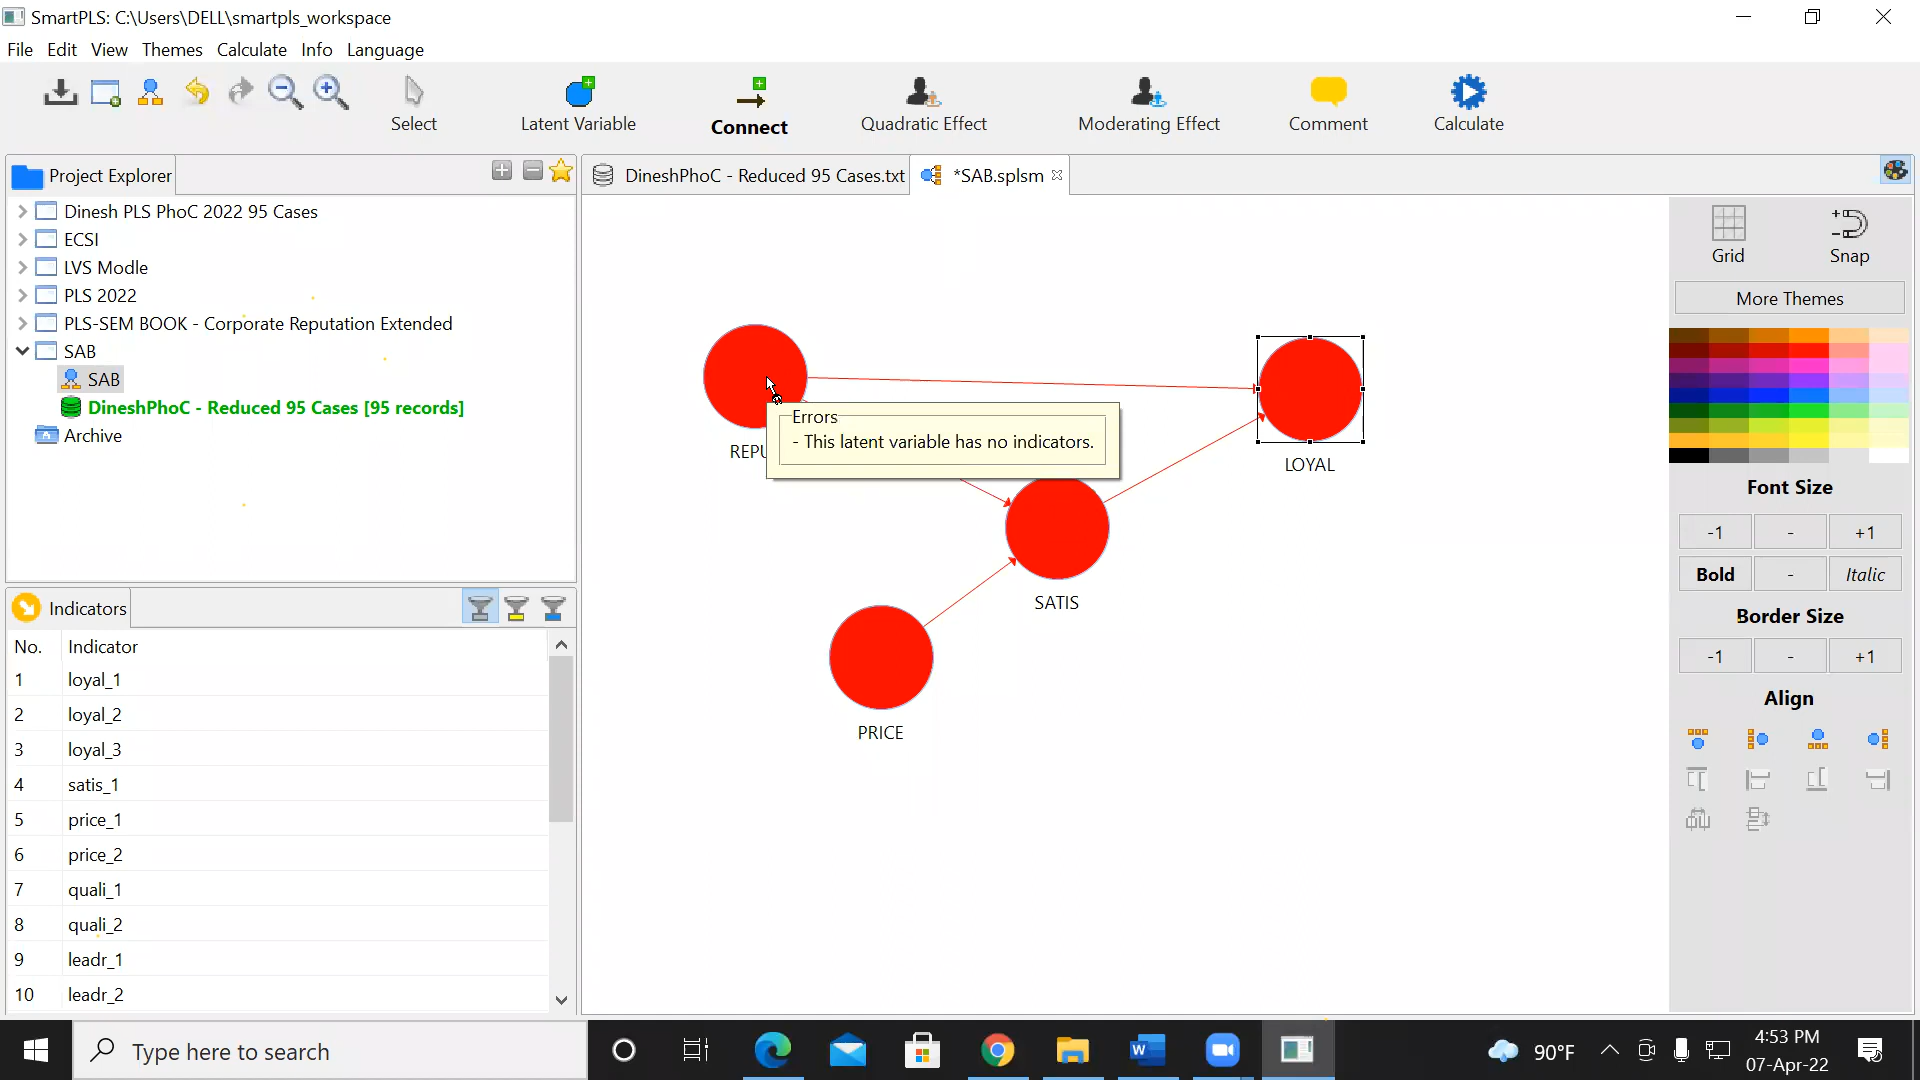 SmartPLS: C:\Users\DELL\smartpls_workspace
File Edit View Themes Calculate Info Language
Select
Latent Variable
Connect
Quadratic Effect
Moderating Effect
Comment
Calculate
Project Explorer
Dinesh PLS PhoC 2022 95 Cases
ECSI
LVS Modle
PLS 2022
PLS-SEM BOOK - Corporate Reputation Extended
SAB
SAB
DineshPhoC - Reduced 95 Cases [95 records]
Archive
Indicators
No. Indicator
1 loyal_1
2 loyal_2
3 loyal_3
4 satis_1
5 price_1
6 price_2
7 quali_1
8 quali_2
9 leadr_1
10 leadr_2
DineshPhoC - Reduced 95 Cases.txt
*SAB.splsm
Errors
- This latent variable has no indicators.
LOYAL
SATIS
PRICE
Grid
Snap
More Themes
Font Size
-1 - +1
Bold - Italic
Border Size
-1 - +1
Align
Type here to search
90°F
4:53 PM
07-Apr-22